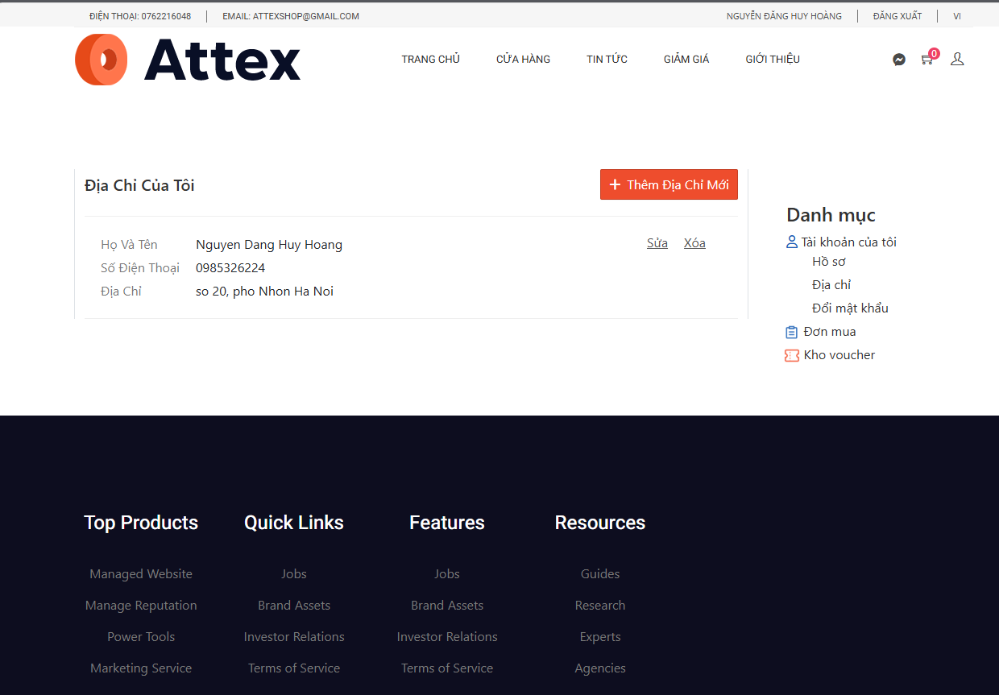 ĐIỆN THOẠI: 0762216048 EMAIL: ATTEXSHOP@GMAIL.COM NGUYỄN ĐĂNG HUY HOÀNG ĐĂNG XUẤT VI
Attex TRANG CHỦ CỬA HÀNG TIN TỨC GIẢM GIÁ GIỚI THIỆU 0
Địa Chỉ Của Tôi + Thêm Địa Chỉ Mới
Họ Và Tên Nguyen Dang Huy Hoang Sửa Xóa
Số Điện Thoại 0985326224
Địa Chỉ so 20, pho Nhon Ha Noi
Danh mục
Tài khoản của tôi
Hồ sơ
Địa chỉ
Đổi mật khẩu
Đơn mua
Kho voucher
Top Products Quick Links Features Resources
Managed Website Jobs Jobs Guides
Manage Reputation Brand Assets Brand Assets Research
Power Tools Investor Relations Investor Relations Experts
Marketing Service Terms of Service Terms of Service Agencies